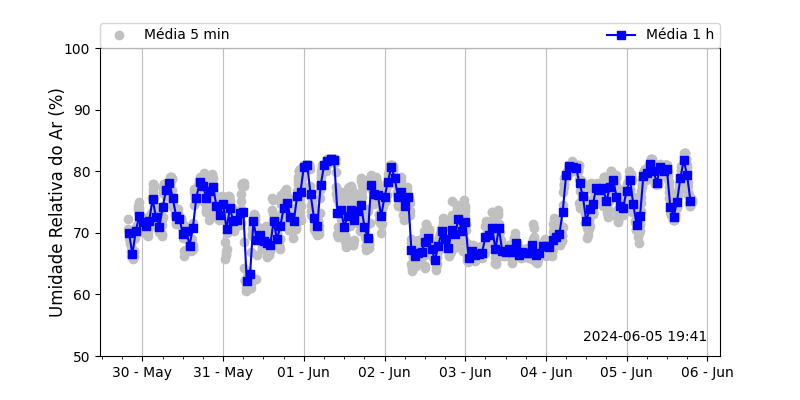 Média 5 min
Média 1 h
100
90
80
70
60
50
Umidade Relativa do Ar (%)
2024-06-05 19:41
30 - May
31 - May
01 - Jun
02 - Jun
03 - Jun
04 - Jun
05 - Jun
06 - Jun